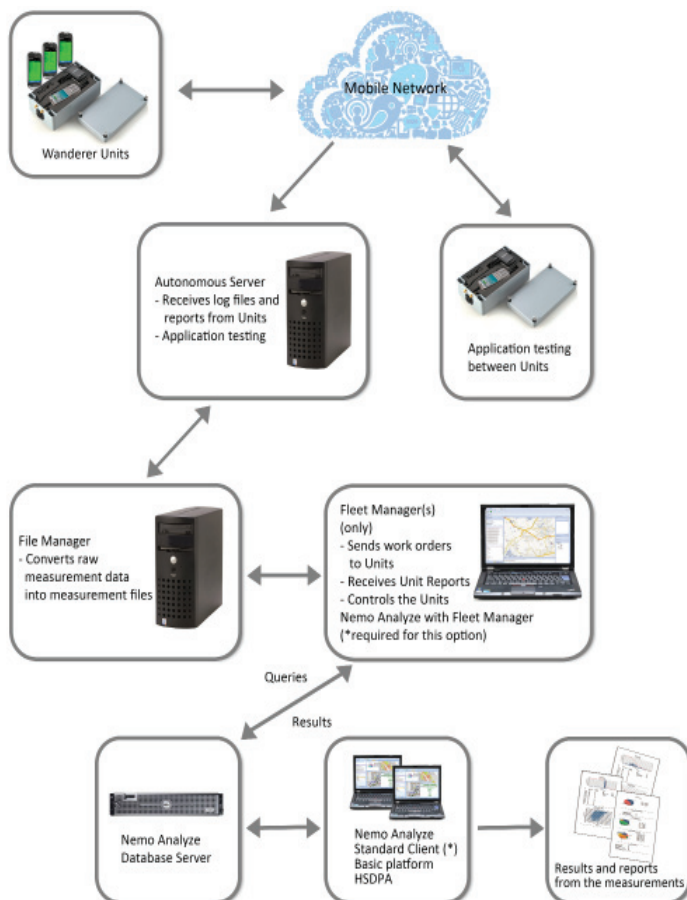 Mobile Network
Wanderer Units
Autonomous Server
- Receives log files and
reports from Units
- Application testing
Application testing
between Units
File Manager
- Converts raw
measurement data
into measurement files
Fleet Manager(s)
(only)
- Sends work orders
to Units
- Receives Unit Reports
- Controls the Units
Nemo Analyze with Fleet Manager
(*required for this option)
Queries
Results
Nemo Analyze
Database Server
Nemo Analyze
Standard Client (*)
Basic platform
HSDPA
Results and reports
from the measurements